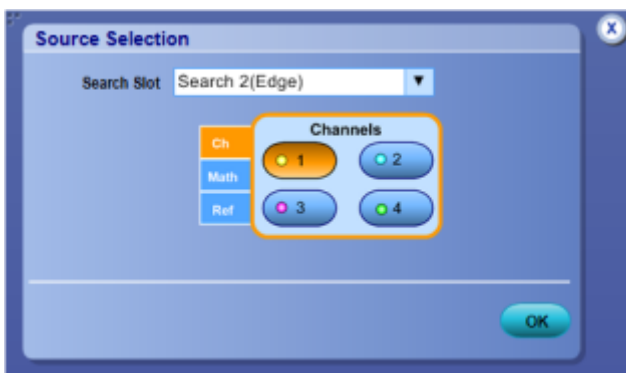 Source Selection
X
Search Slot Search 2(Edge)
Channels
Ch
1 2
Math
Ref
3 4
OK